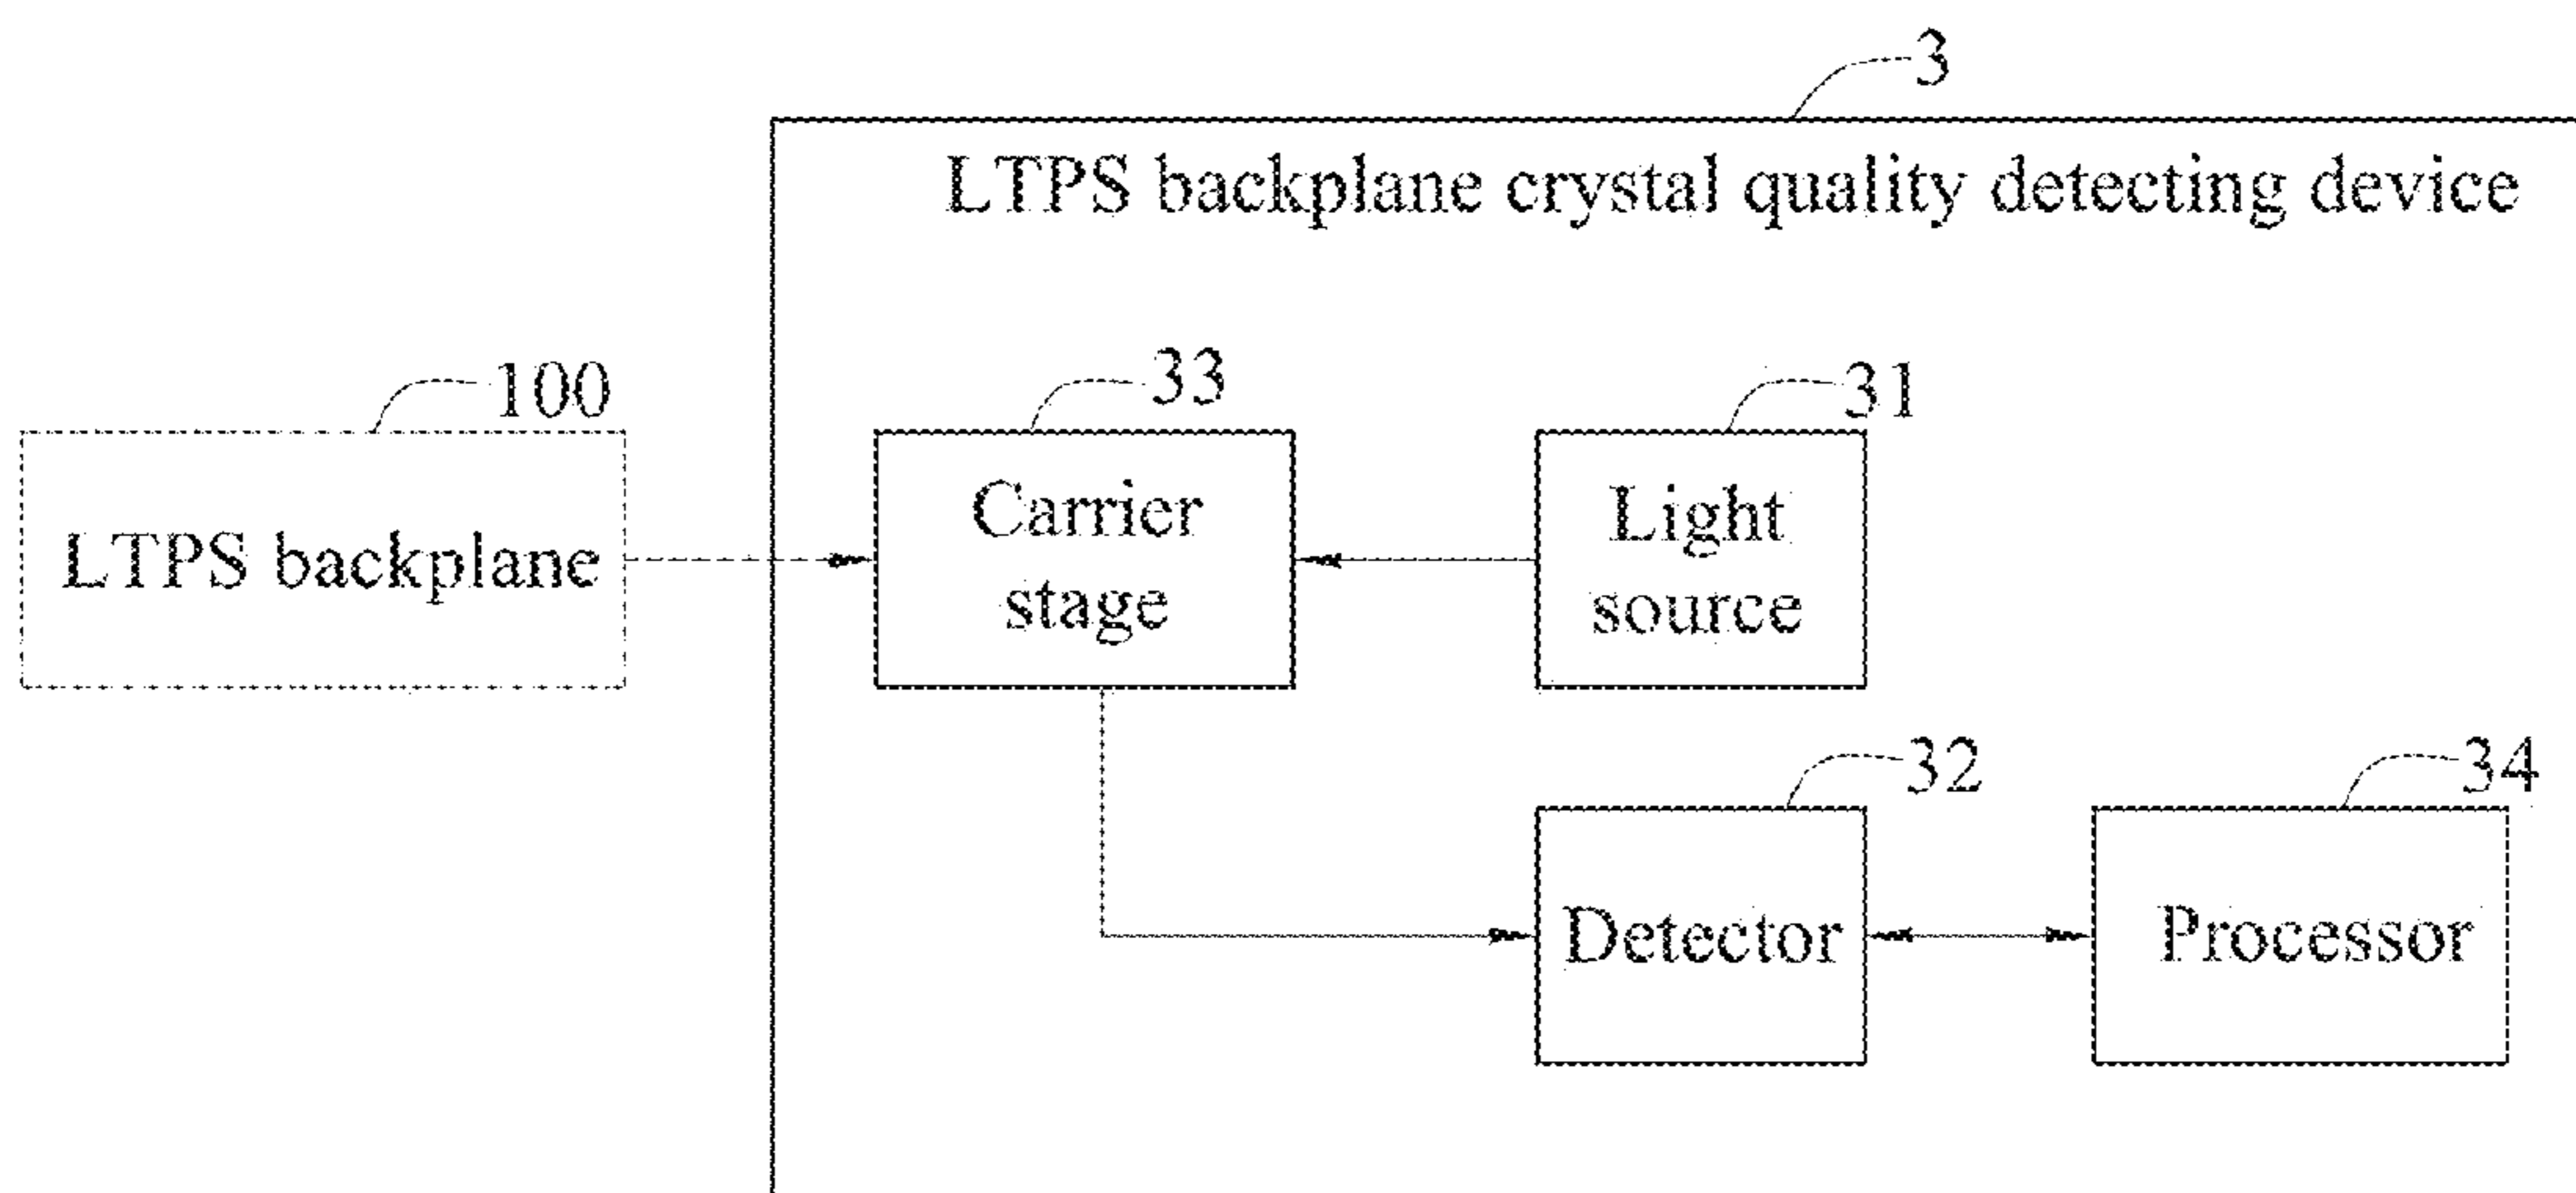 3
LTPS backplane crystal quality detecting device
100
33
31
LTPS backplane
Carrier
stage
Light
source
32
34
Detector
Processor